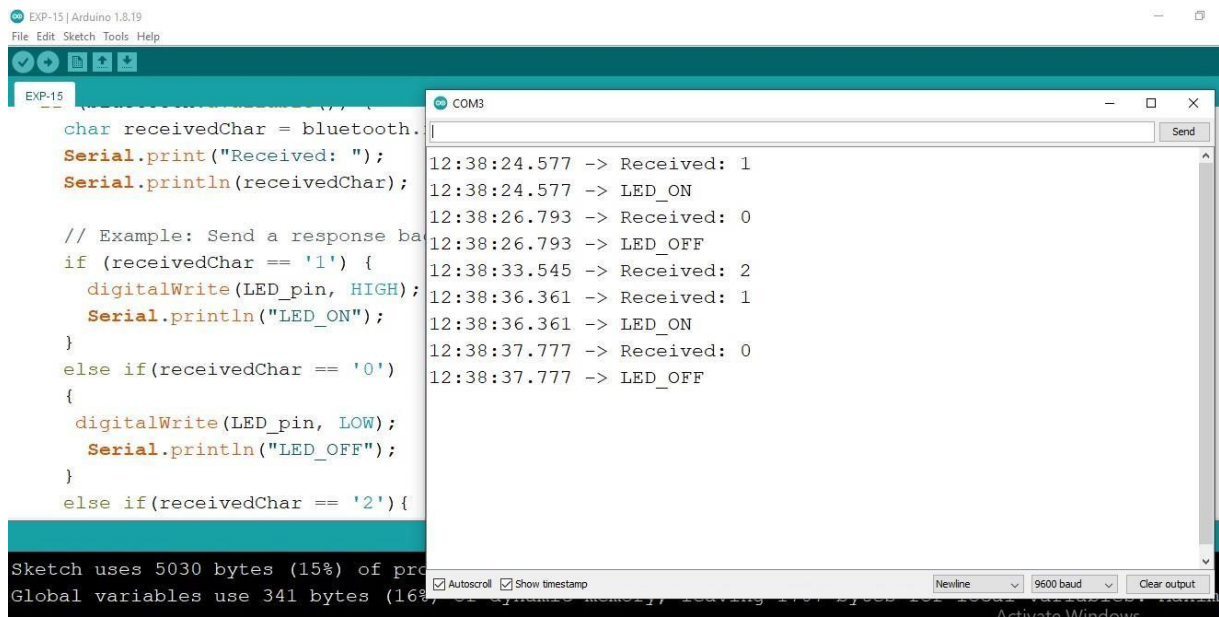 EXP-15 | Arduino 1.8.19
File Edit Sketch Tools Help
EXP-15
char receivedChar = bluetooth.
Serial.print("Received: ");
Serial.println(receivedChar);
// Example: Send a response ba
if (receivedChar == '1') {
digitalWrite(LED_pin, HIGH);
Serial.println("LED_ON");
}
else if(receivedChar == '0')
{
digitalWrite(LED_pin, LOW);
Serial.println("LED_OFF");
}
else if(receivedChar == '2'){
COM3
Send
12:38:24.577 -> Received: 1
12:38:24.577 -> LED_ON
12:38:26.793 -> Received: 0
12:38:26.793 -> LED_OFF
12:38:33.545 -> Received: 2
12:38:36.361 -> Received: 1
12:38:36.361 -> LED_ON
12:38:37.777 -> Received: 0
12:38:37.777 -> LED_OFF
Autoscroll Show timestamp Newline 9600 baud Clear output
Sketch uses 5030 bytes (15%) of pro
Global variables use 341 bytes (16%
Activate Windows